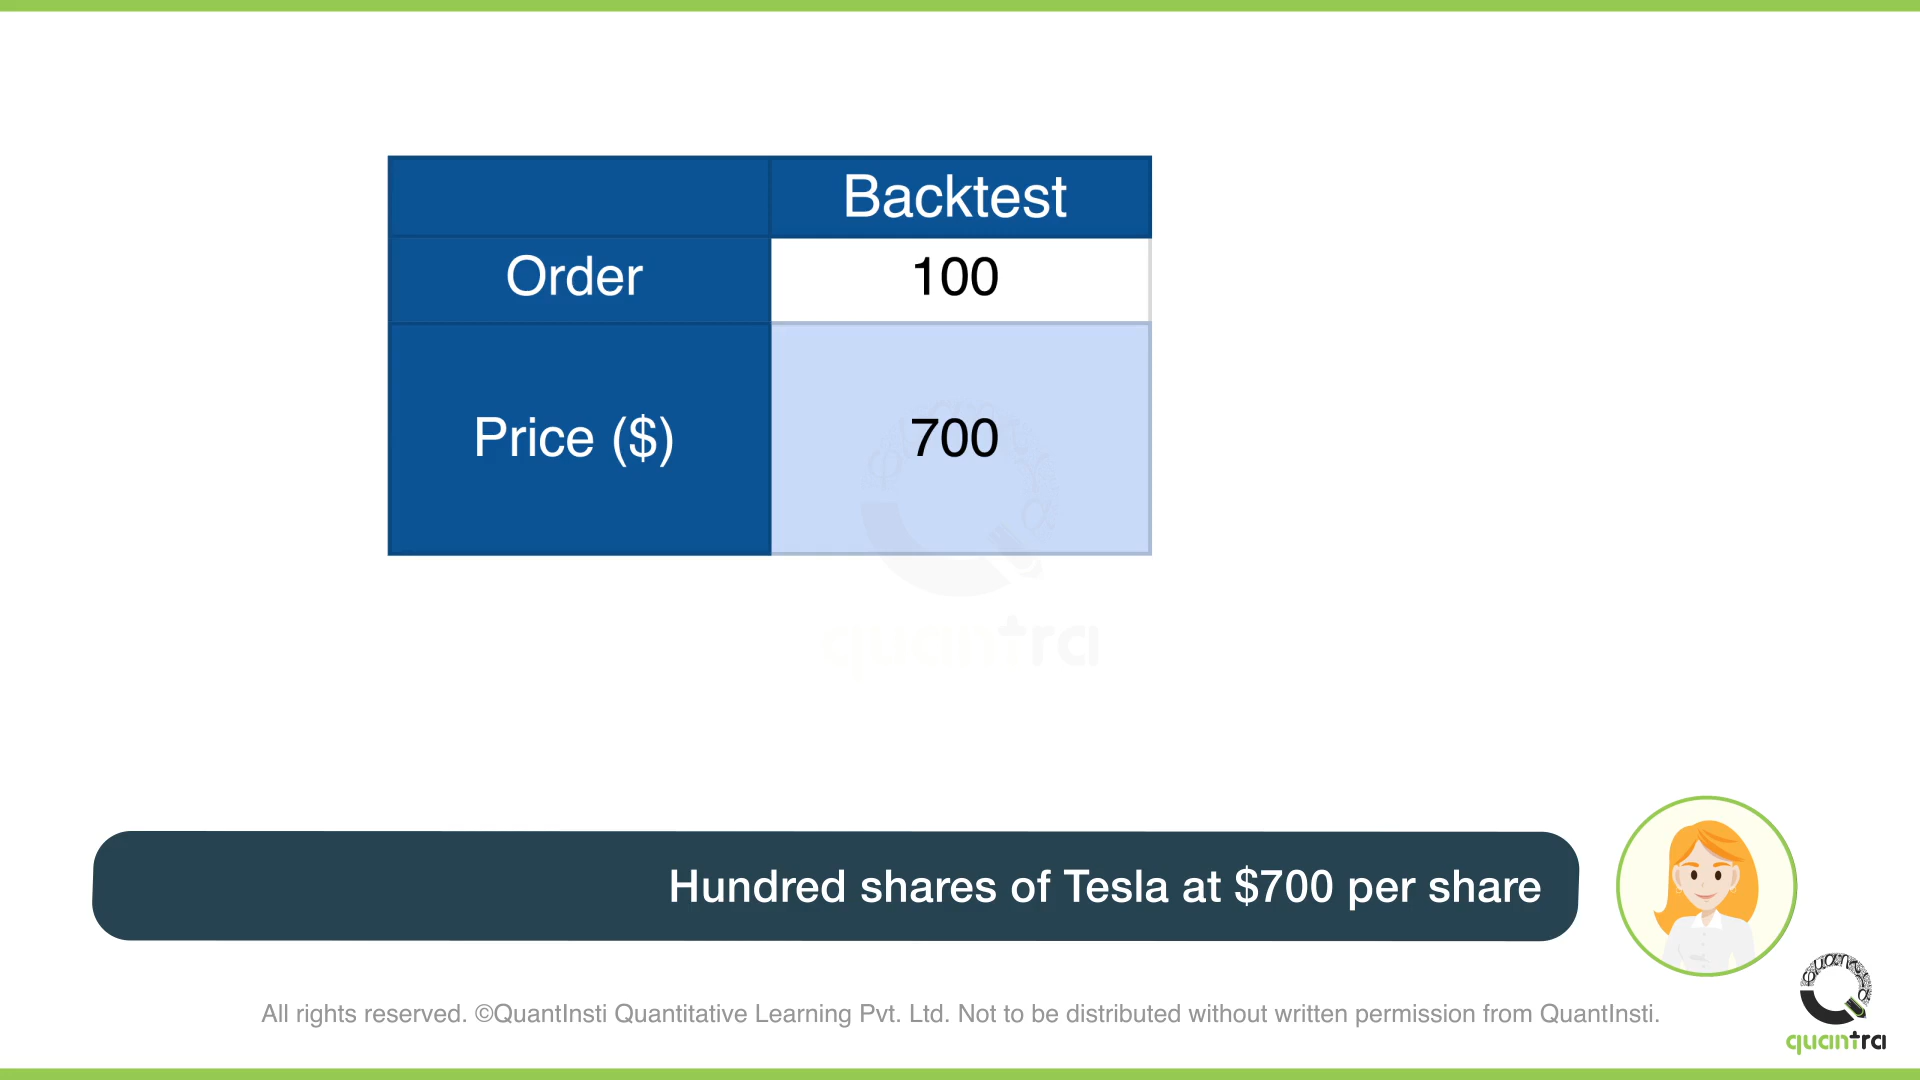 Backtest
Order 100
Price ($) 700
quantra
Hundred shares of Tesla at $700 per share
All rights reserved. ©QuantInsti Quantitative Learning Pvt. Ltd. Not to be distributed without written permission from QuantInsti.
quantra